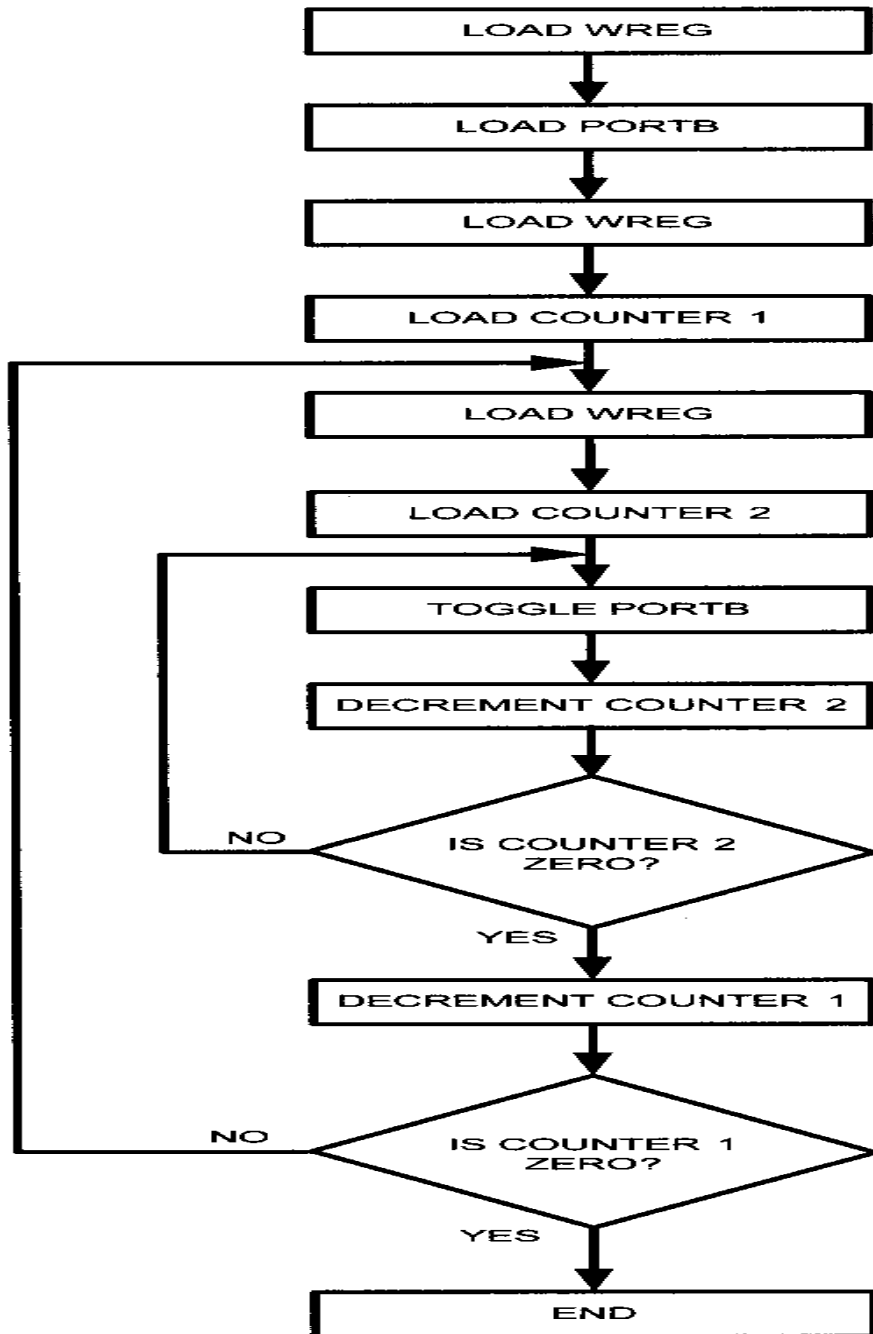 LOAD WREG
LOAD PORTB
LOAD WREG
LOAD COUNTER 1
LOAD WREG
LOAD COUNTER 2
TOGGLE PORTB
DECREMENT COUNTER 2
IS COUNTER 2
ZERO?
NO
YES
DECREMENT COUNTER 1
IS COUNTER 1
ZERO?
NO
YES
END